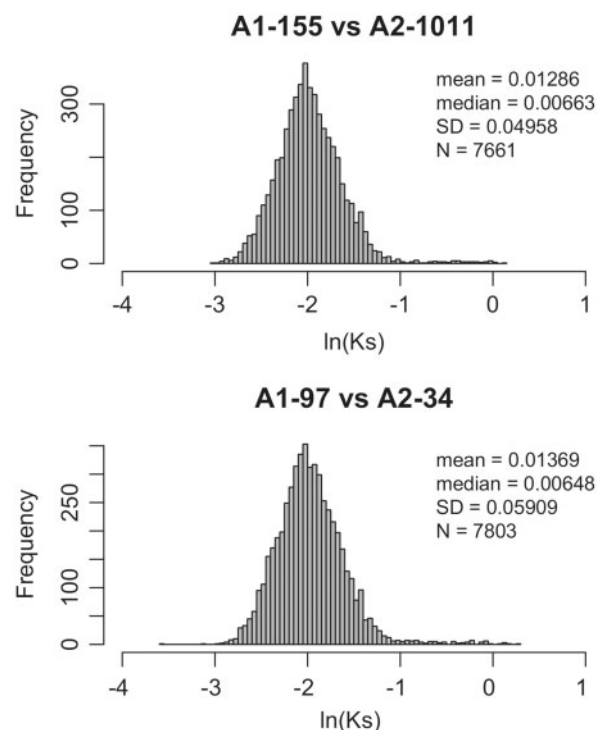 A1-155 vs A2-1011
mean = 0.01286
median = 0.00663
SD = 0.04958
N = 7661
Frequency
300
100
0
-4 -3 -2 -1 0 1
ln(Ks)
A1-97 vs A2-34
mean = 0.01369
median = 0.00648
SD = 0.05909
N = 7803
Frequency
250
100
0
-4 -3 -2 -1 0 1
ln(Ks)